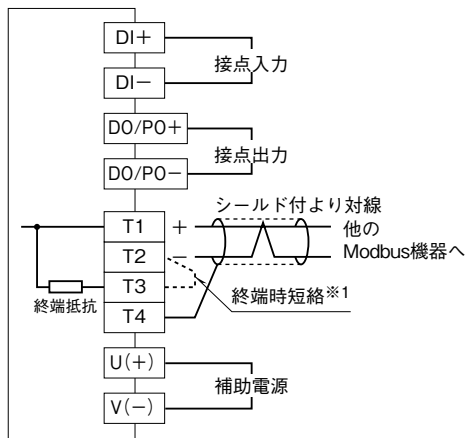 DI+
DI−
接点入力
DO/PO+
DO/PO−
接点出力
シールド付より対線
T1 +
他の
Modbus機器へ
T2 −
T3
終端抵抗
終端時短絡※1
T4
U(+)
V(−)
補助電源